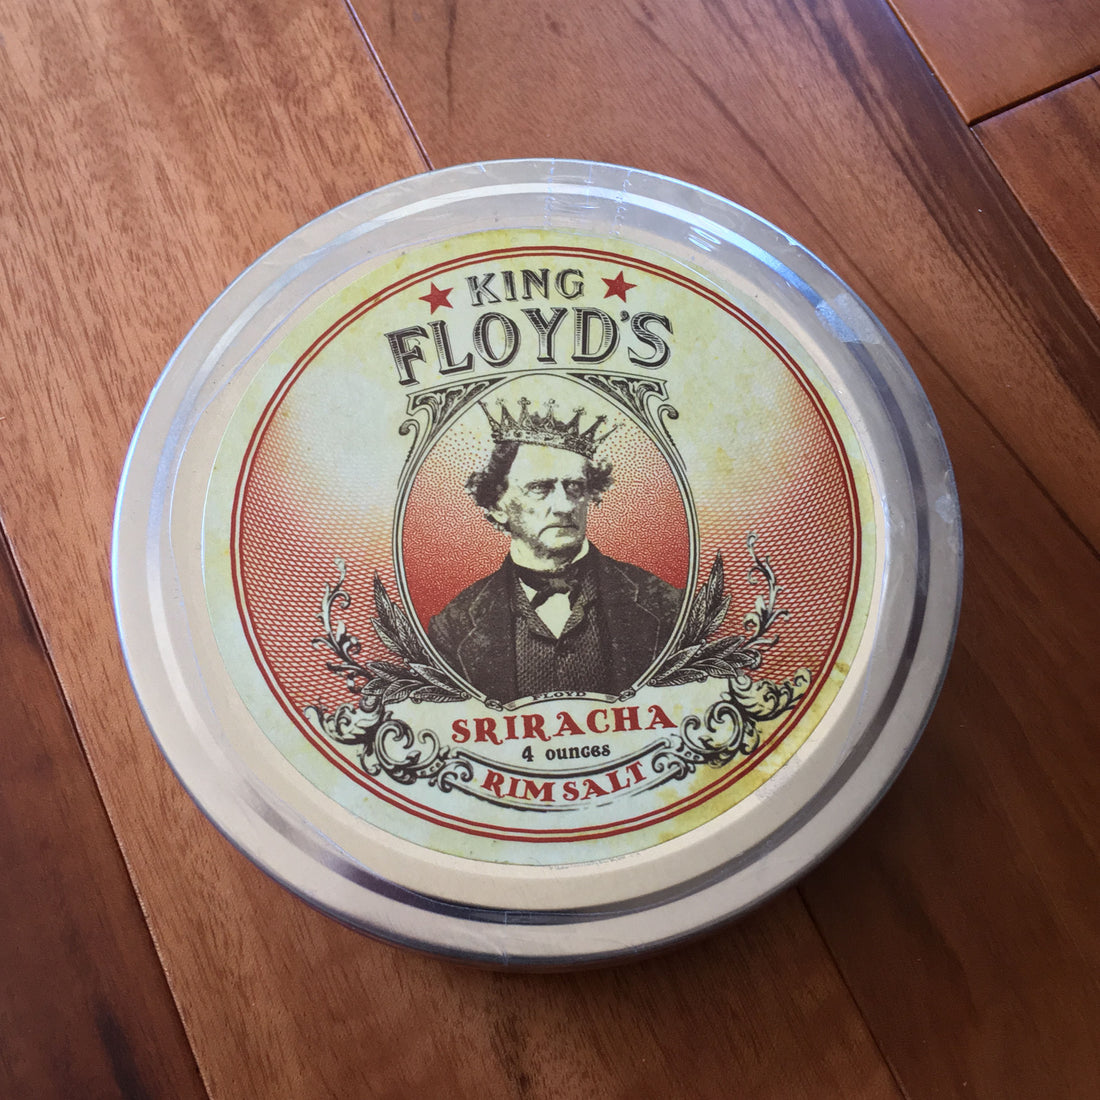 KING
FLOYD'S
FLOYD
SRIRACHA
4 ounces
RIM SALT